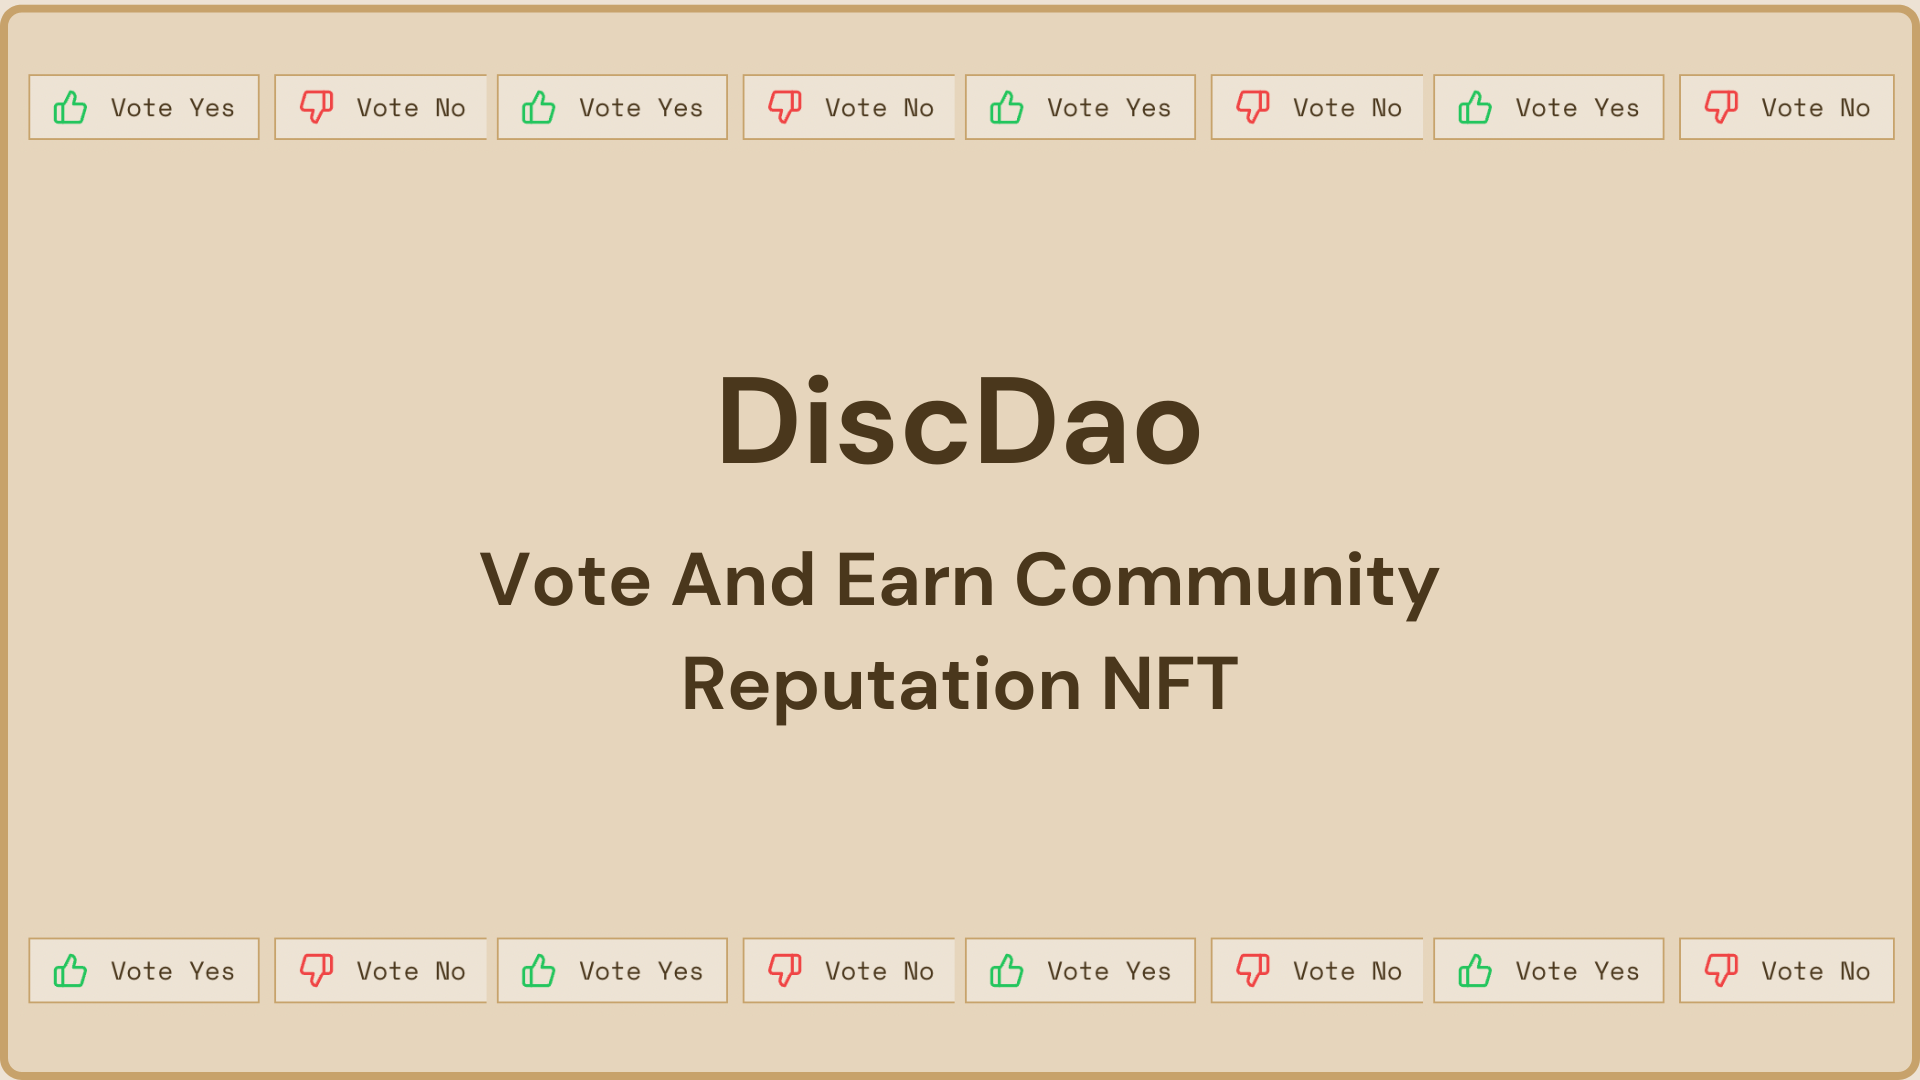 Vote Yes Vote No Vote Yes Vote No Vote Yes Vote No Vote Yes Vote No
DiscDao
Vote And Earn Community
Reputation NFT
Vote Yes Vote No Vote Yes Vote No Vote Yes Vote No Vote Yes Vote No